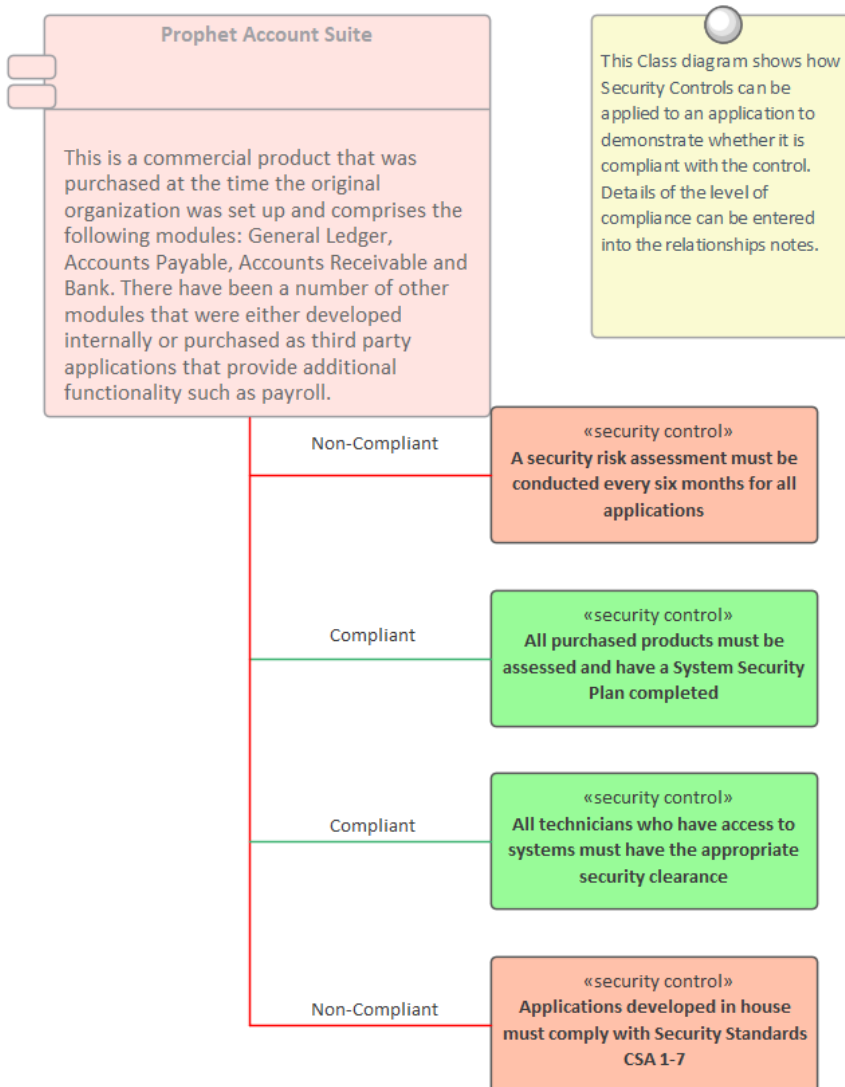 Prophet Account Suite
This is a commercial product that was
purchased at the time the original
organization was set up and comprises the
following modules: General Ledger,
Accounts Payable, Accounts Receivable and
Bank. There have been a number of other
modules that were either developed
internally or purchased as third party
applications that provide additional
functionality such as payroll.
This Class diagram shows how
Security Controls can be
applied to an application to
demonstrate whether it is
compliant with the control.
Details of the level of
compliance can be entered
into the relationships notes.
Non-Compliant
«security control»
A security risk assessment must be
conducted every six months for all
applications
Compliant
«security control»
All purchased products must be
assessed and have a System Security
Plan completed
Compliant
«security control»
All technicians who have access to
systems must have the appropriate
security clearance
Non-Compliant
«security control»
Applications developed in house
must comply with Security Standards
CSA 1-7